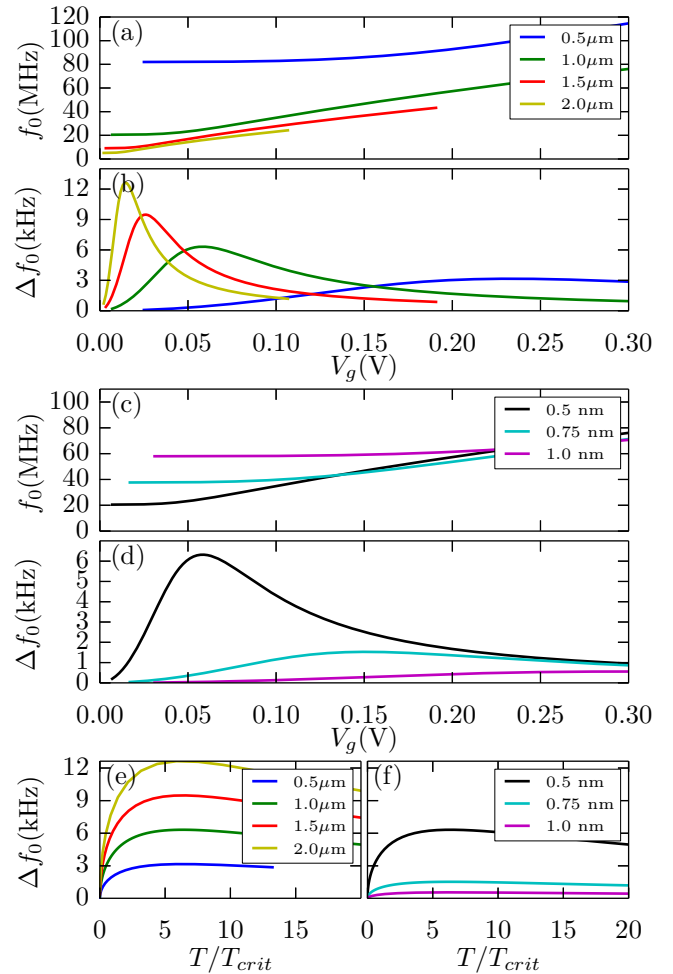 (a)
f₀(MHz)
120
100
80
60
40
20
0
0.5μm
1.0μm
1.5μm
2.0μm
(b)
Δf₀(kHz)
12
9
6
3
0
0.00 0.05 0.10 0.15 0.20 0.25 0.30
V_g(V)
(c)
f₀(MHz)
100
80
60
40
20
0
0.5 nm
0.75 nm
1.0 nm
(d)
Δf₀(kHz)
6
5
4
3
2
1
0
0.00 0.05 0.10 0.15 0.20 0.25 0.30
V_g(V)
(e)
Δf₀(kHz)
12
9
6
3
0
0.5μm
1.0μm
1.5μm
2.0μm
0 5 10 15
T/T_crit
(f)
0.5 nm
0.75 nm
1.0 nm
0 5 10 15 20
T/T_crit